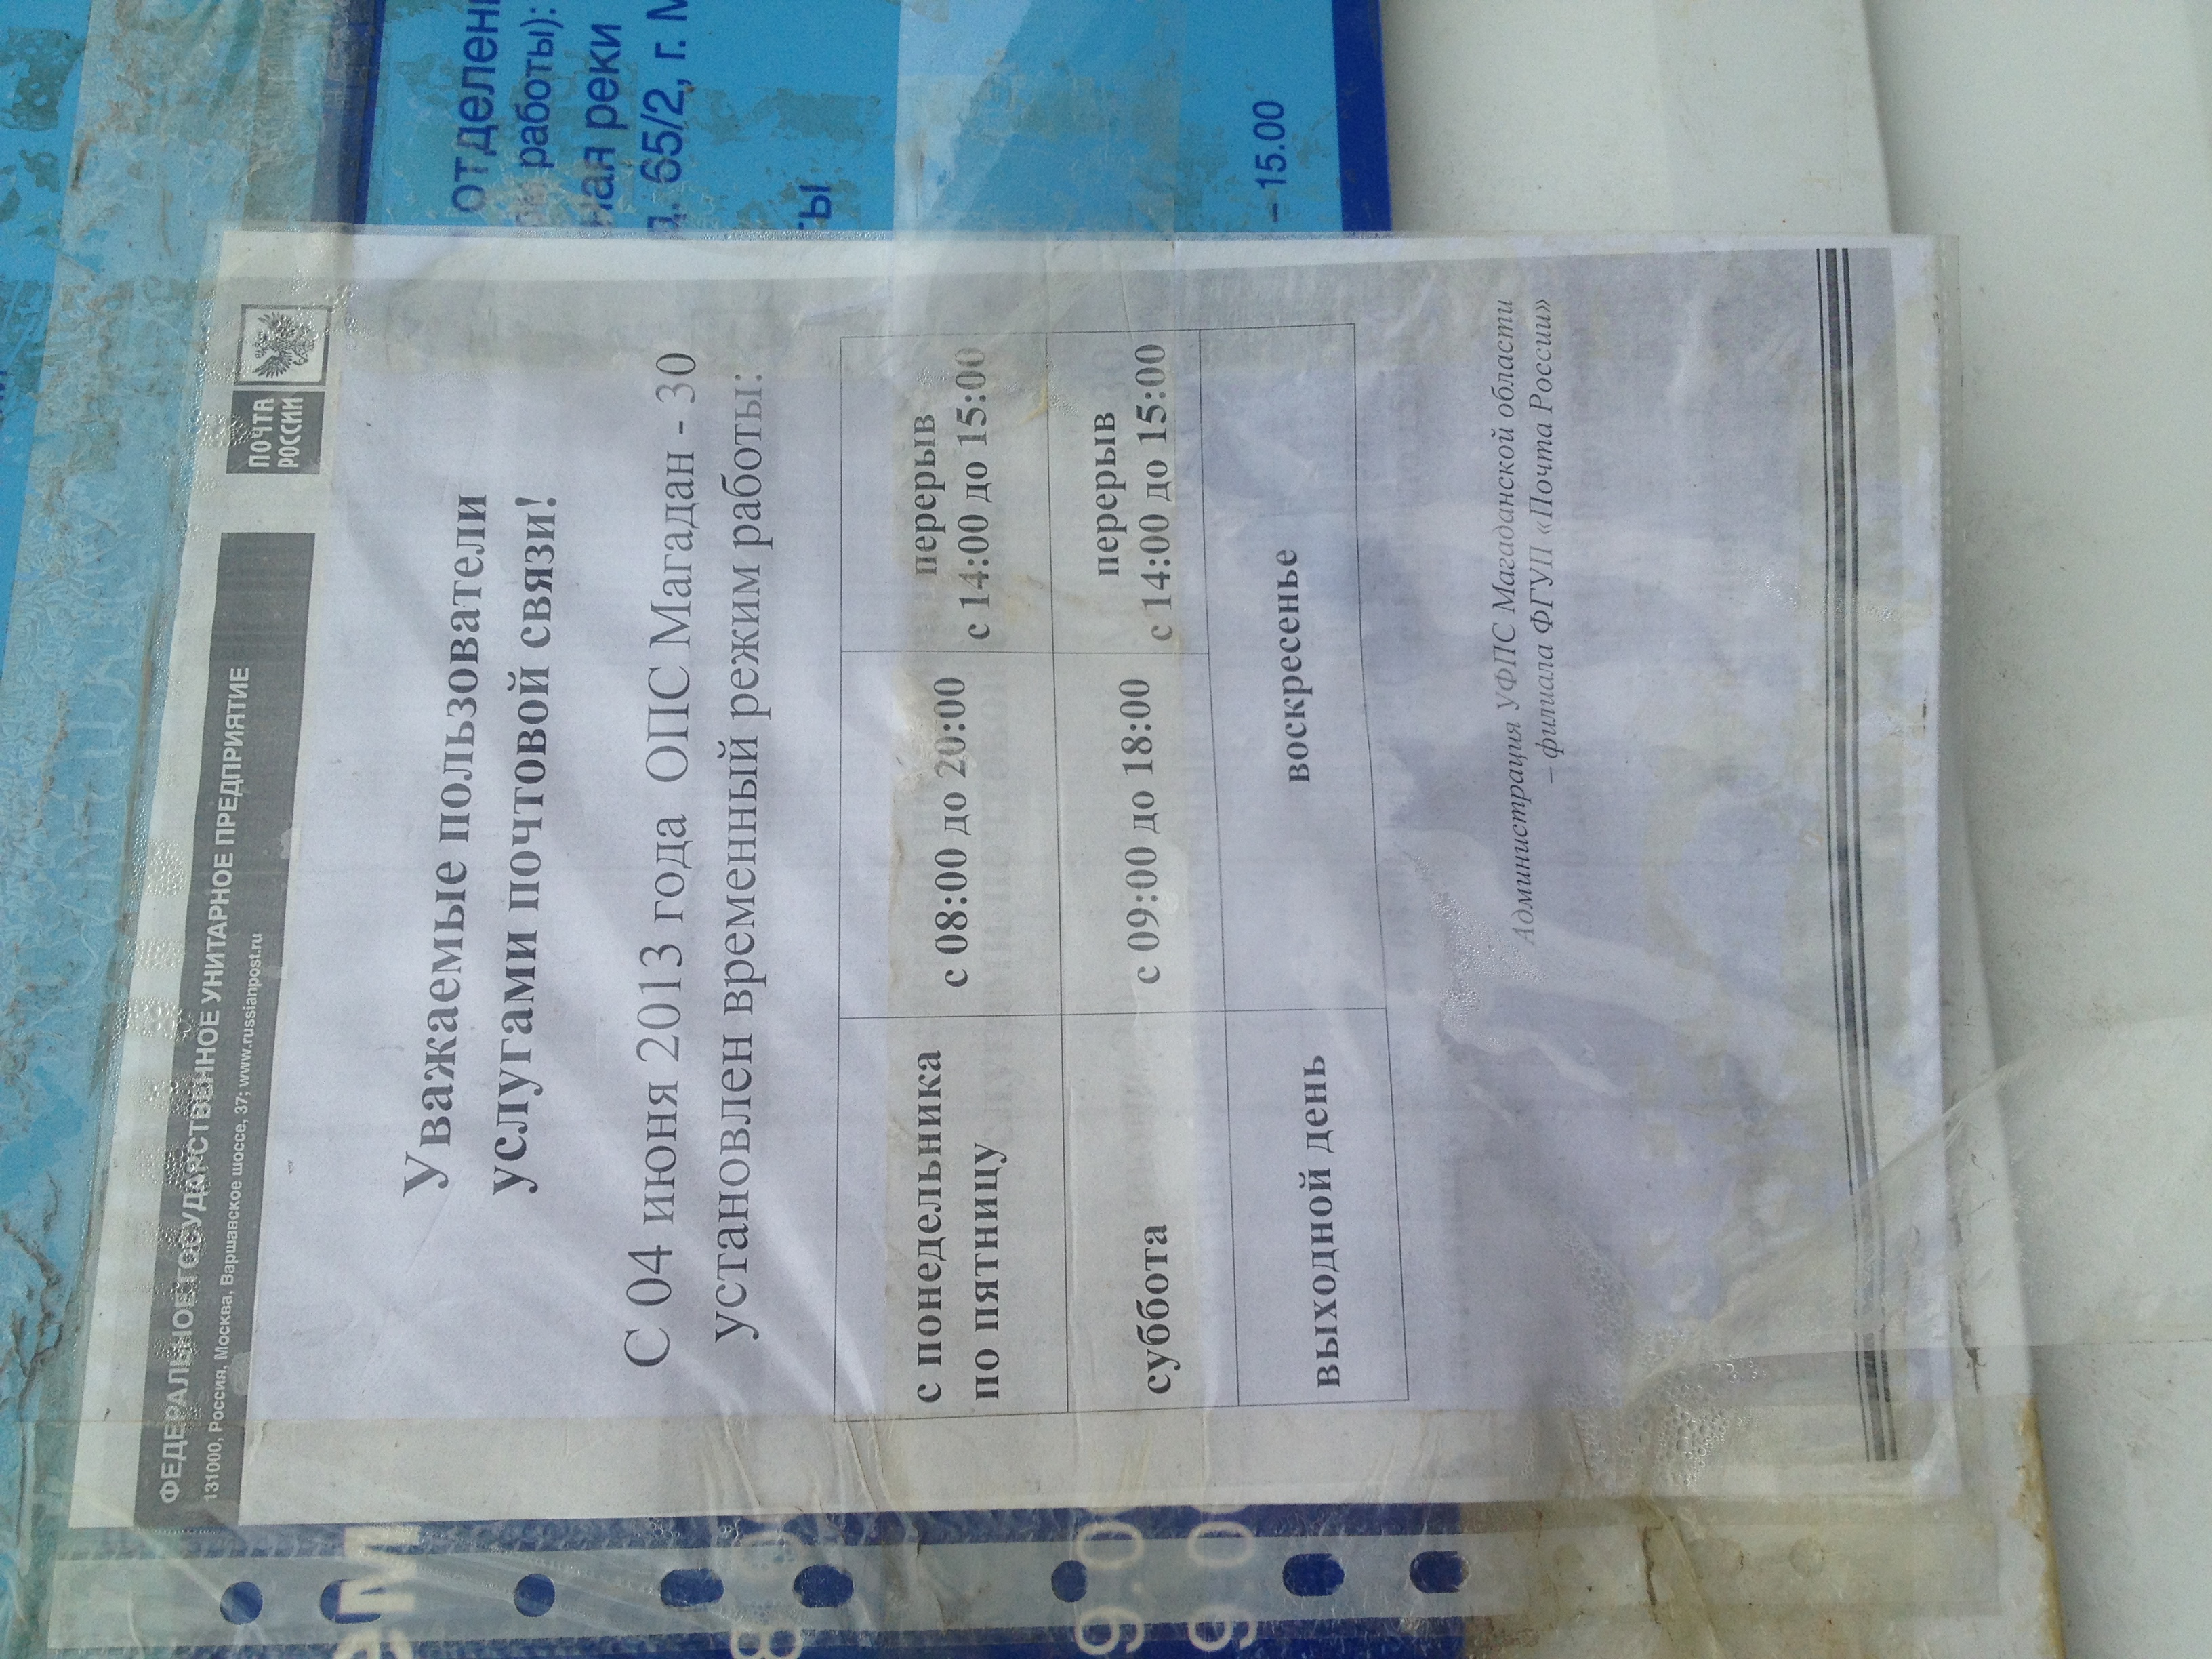 отделени
работы):
ная реки
д. 65/2, г. М
ты
– 15.00
ФЕДЕРАЛЬНОЕ ГОСУДАРСТВЕННОЕ УНИТАРНОЕ ПРЕДПРИЯТИЕ
131000, Россия, Москва, Варшавское шоссе, 37; www.russianpost.ru
ПОЧТА
РОССИИ
Уважаемые пользователи
услугами почтовой связи!
С 04 июня 2013 года ОПС Магадан - 30
установлен временный режим работы:
с понедельника
по пятницу
с 08:00 до 20:00
перерыв
с 14:00 до 15:00
суббота
с 09:00 до 18:00
перерыв
с 14:00 до 15:00
выходной день
воскресенье
Администрация УФПС Магаданской области
– филиала ФГУП «Почта России»